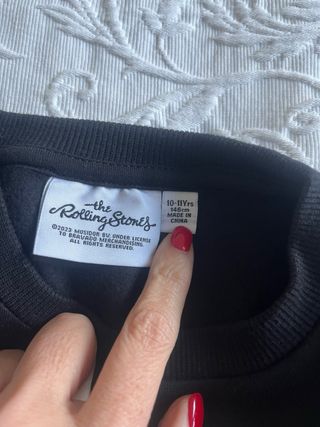 the
Rolling Stones
©2023 MUSIDOR BV. UNDER LICENSE
TO BRAVADO MERCHANDISING.
ALL RIGHTS RESERVED.
10-11Yrs
146cm
MADE IN
CHINA